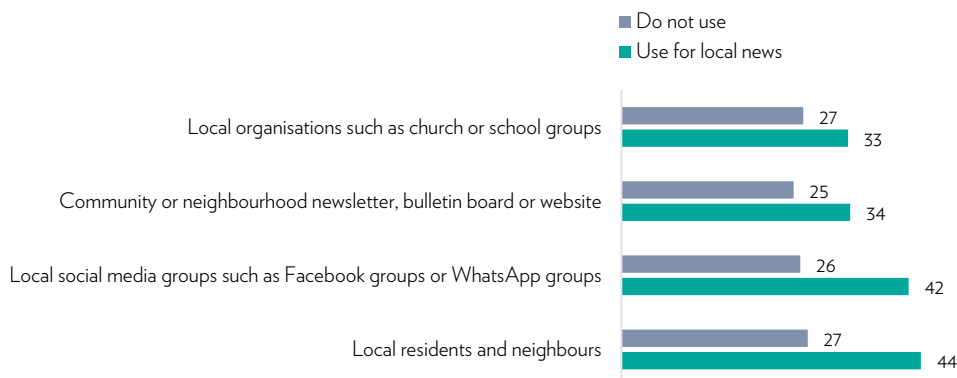 Do not use
Use for local news
Local organisations such as church or school groups
27
33
Community or neighbourhood newsletter, bulletin board or website
25
34
Local social media groups such as Facebook groups or WhatsApp groups
26
42
Local residents and neighbours
27
44